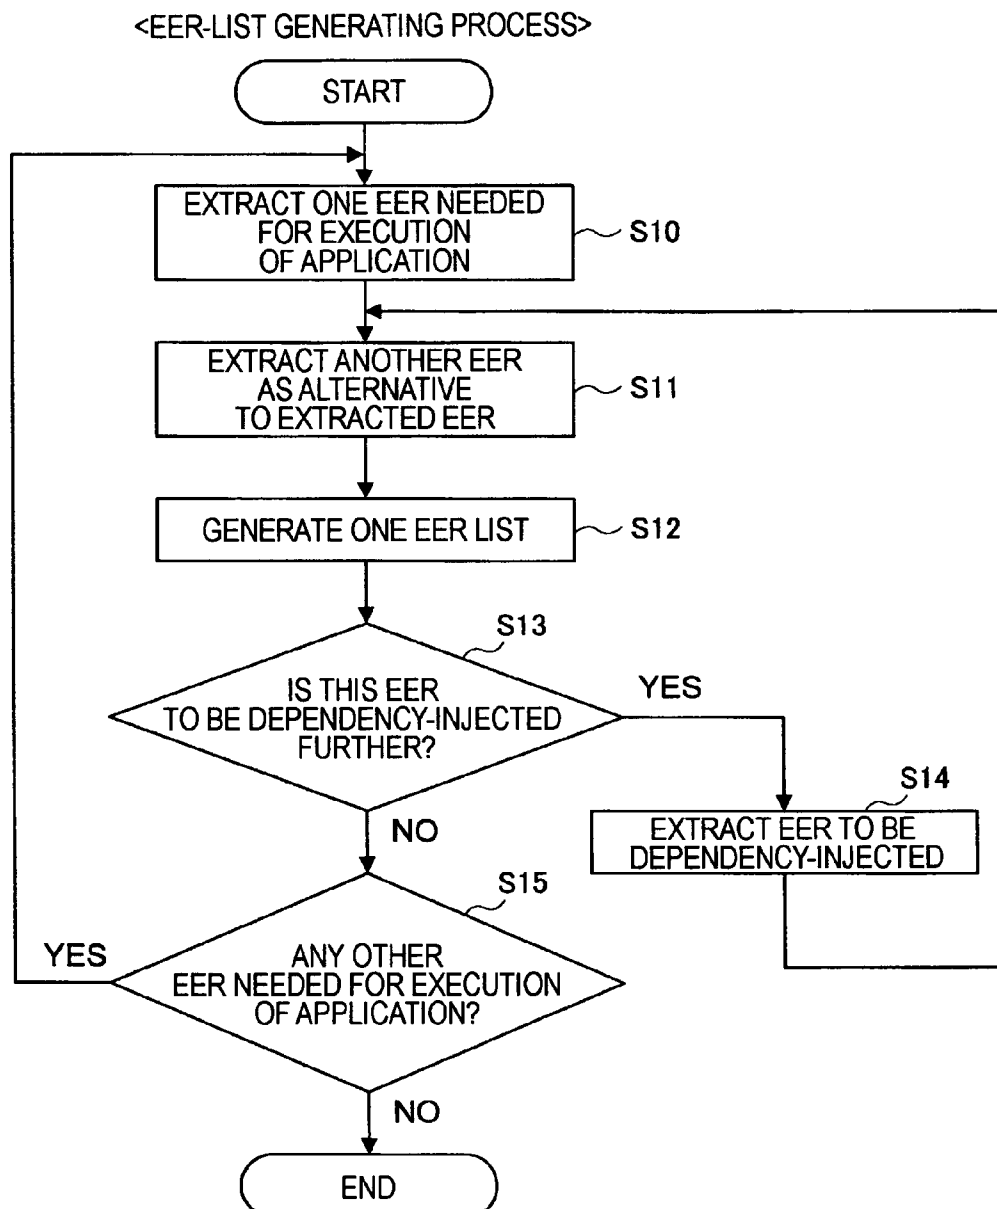 <EER-LIST GENERATING PROCESS>
START
EXTRACT ONE EER NEEDED
FOR EXECUTION
OF APPLICATION
S10
EXTRACT ANOTHER EER
AS ALTERNATIVE
TO EXTRACTED EER
S11
GENERATE ONE EER LIST
S12
S13
IS THIS EER
TO BE DEPENDENCY-INJECTED
FURTHER?
YES
S14
EXTRACT EER TO BE
DEPENDENCY-INJECTED
NO
S15
YES
ANY OTHER
EER NEEDED FOR EXECUTION
OF APPLICATION?
NO
END